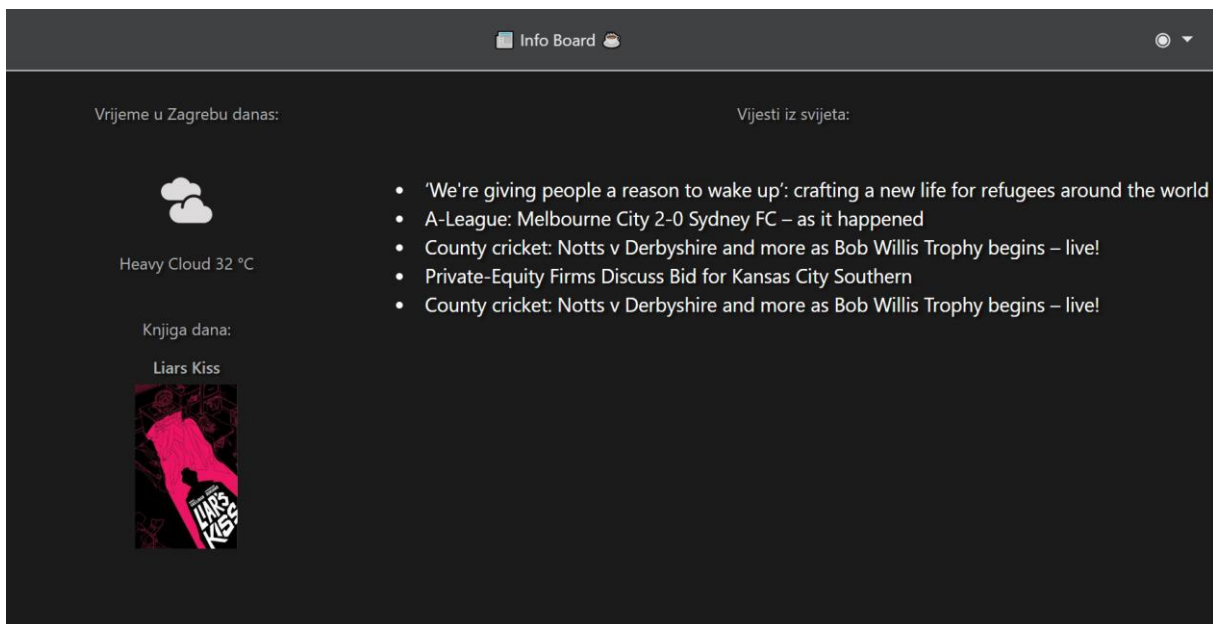 Info Board
Vrijeme u Zagrebu danas:
Heavy Cloud 32 °C
Knjiga dana:
Liars Kiss
LIAR'S
KISS
Vijesti iz svijeta:
• ‘We're giving people a reason to wake up’: crafting a new life for refugees around the world
• A-League: Melbourne City 2-0 Sydney FC – as it happened
• County cricket: Notts v Derbyshire and more as Bob Willis Trophy begins – live!
• Private-Equity Firms Discuss Bid for Kansas City Southern
• County cricket: Notts v Derbyshire and more as Bob Willis Trophy begins – live!